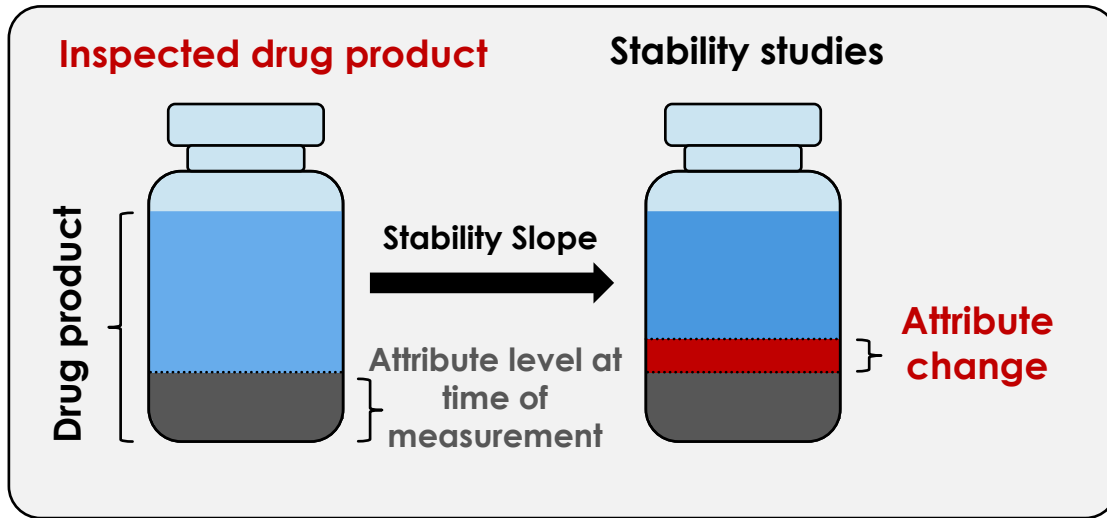 Inspected drug product
Stability studies
Drug product
Stability Slope
Attribute level at
time of
measurement
Attribute
change